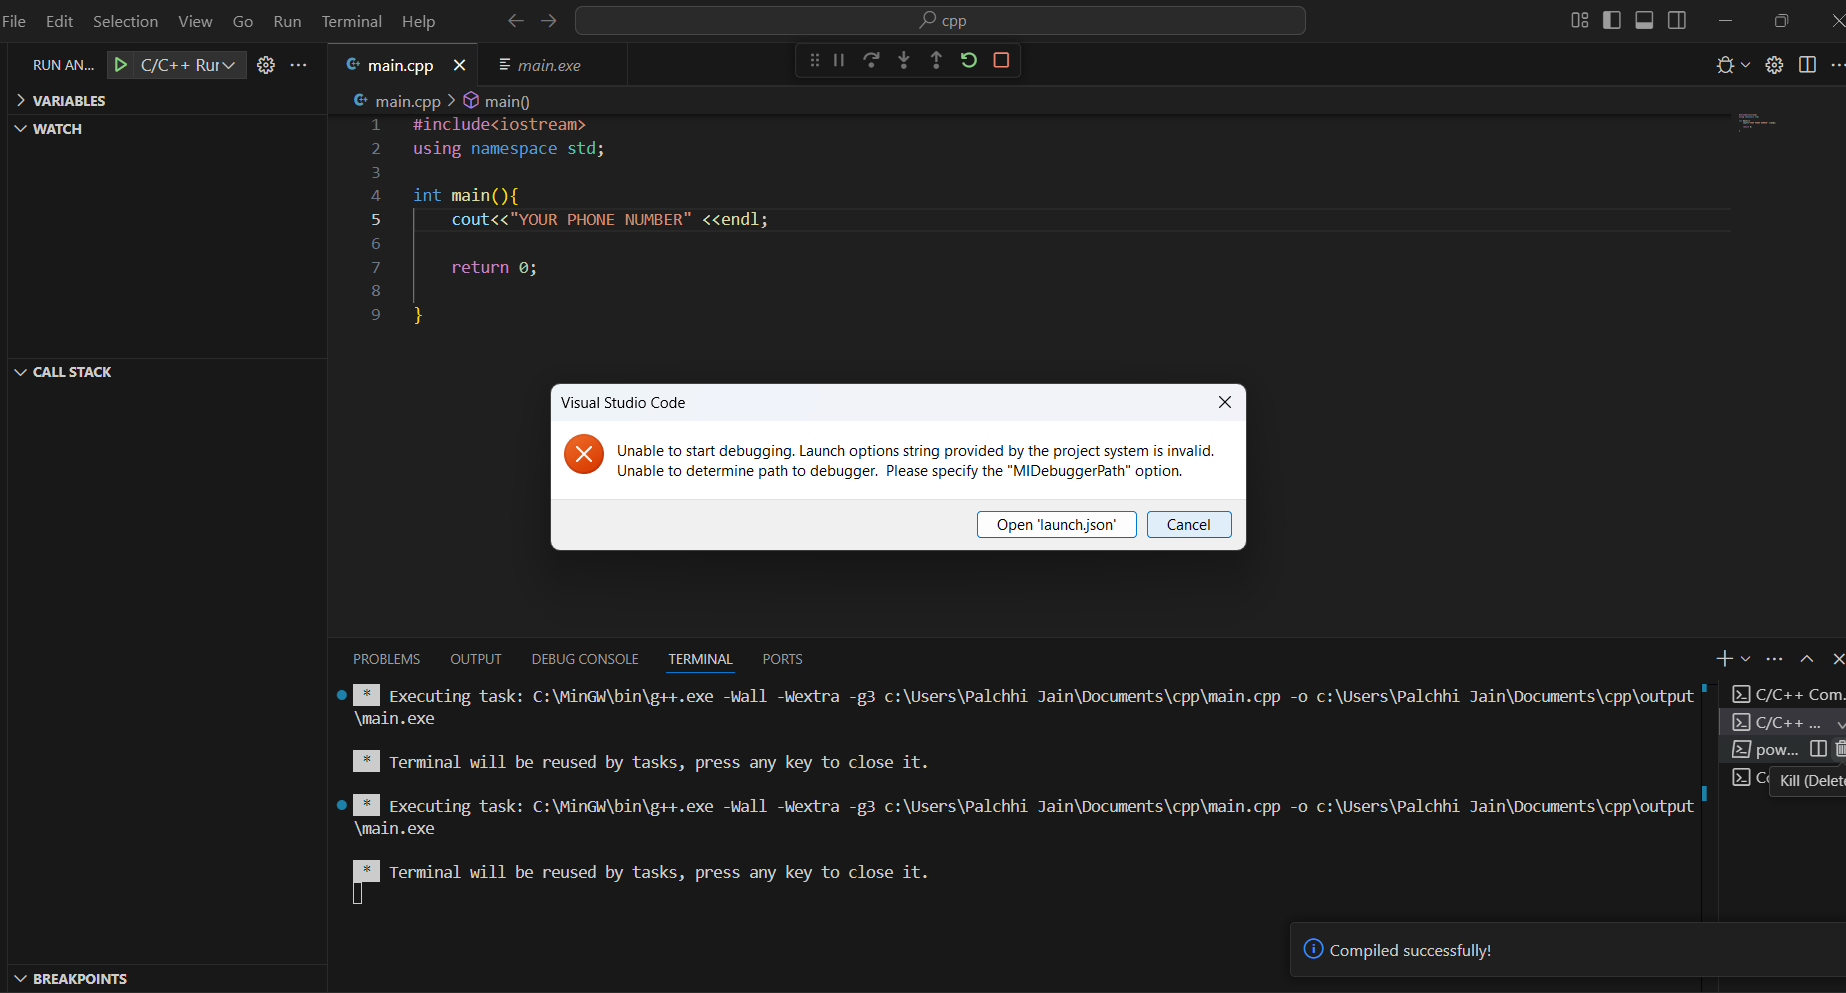 File Edit Selection View Go Run Terminal Help
cpp
RUN AN...
C/C++ Rur
main.cpp
main.exe
main.cpp > main()
VARIABLES
WATCH
CALL STACK
BREAKPOINTS
1 #include<iostream>
2 using namespace std;
3
4 int main(){
5 cout<<"YOUR PHONE NUMBER" <<endl;
6
7 return 0;
8
9 }
Visual Studio Code
Unable to start debugging. Launch options string provided by the project system is invalid.
Unable to determine path to debugger. Please specify the "MIDebuggerPath" option.
Open 'launch.json'
Cancel
PROBLEMS OUTPUT DEBUG CONSOLE TERMINAL PORTS
* Executing task: C:\MinGW\bin\g++.exe -Wall -Wextra -g3 c:\Users\Palchhi Jain\Documents\cpp\main.cpp -o c:\Users\Palchhi Jain\Documents\cpp\output
\main.exe
* Terminal will be reused by tasks, press any key to close it.
* Executing task: C:\MinGW\bin\g++.exe -Wall -Wextra -g3 c:\Users\Palchhi Jain\Documents\cpp\main.cpp -o c:\Users\Palchhi Jain\Documents\cpp\output
\main.exe
* Terminal will be reused by tasks, press any key to close it.
C/C++ Com...
C/C++ ...
pow...
Kill (Delete
Compiled successfully!